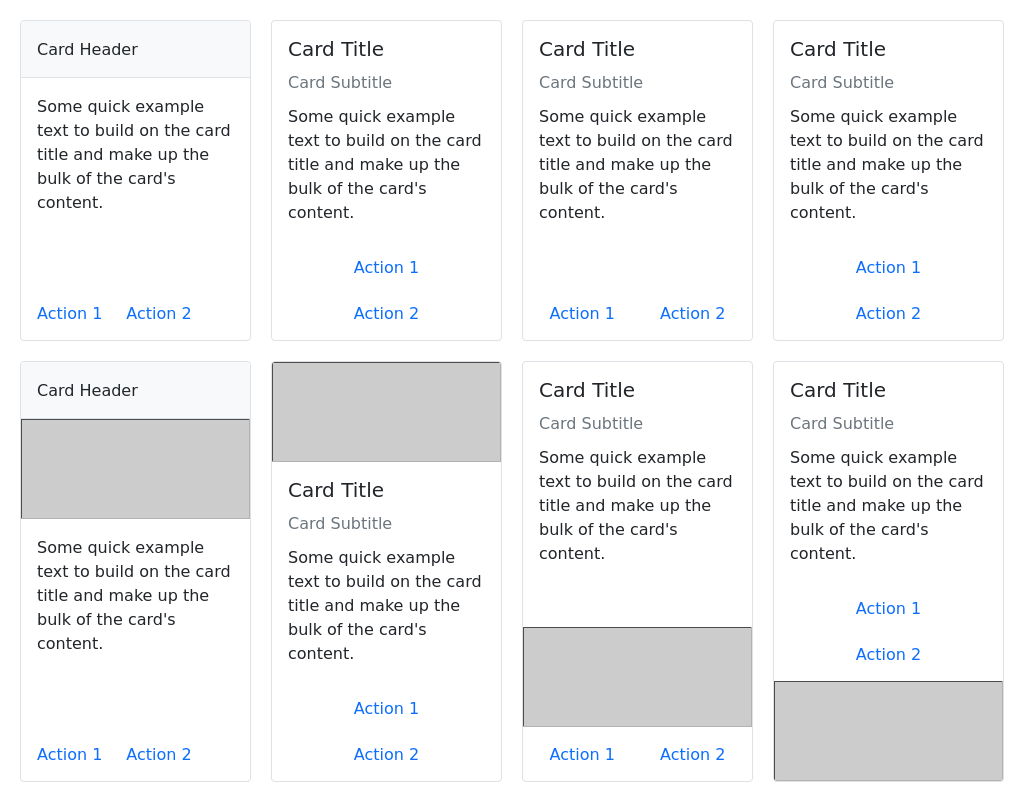 Card Header
Some quick example
text to build on the card
title and make up the
bulk of the card's
content.
Action 1 Action 2
Card Title
Card Subtitle
Some quick example
text to build on the card
title and make up the
bulk of the card's
content.
Action 1
Action 2
Card Title
Card Subtitle
Some quick example
text to build on the card
title and make up the
bulk of the card's
content.
Action 1 Action 2
Card Title
Card Subtitle
Some quick example
text to build on the card
title and make up the
bulk of the card's
content.
Action 1
Action 2
Card Header
Some quick example
text to build on the card
title and make up the
bulk of the card's
content.
Action 1 Action 2
Card Title
Card Subtitle
Some quick example
text to build on the card
title and make up the
bulk of the card's
content.
Action 1
Action 2
Card Title
Card Subtitle
Some quick example
text to build on the card
title and make up the
bulk of the card's
content.
Action 1 Action 2
Card Title
Card Subtitle
Some quick example
text to build on the card
title and make up the
bulk of the card's
content.
Action 1
Action 2